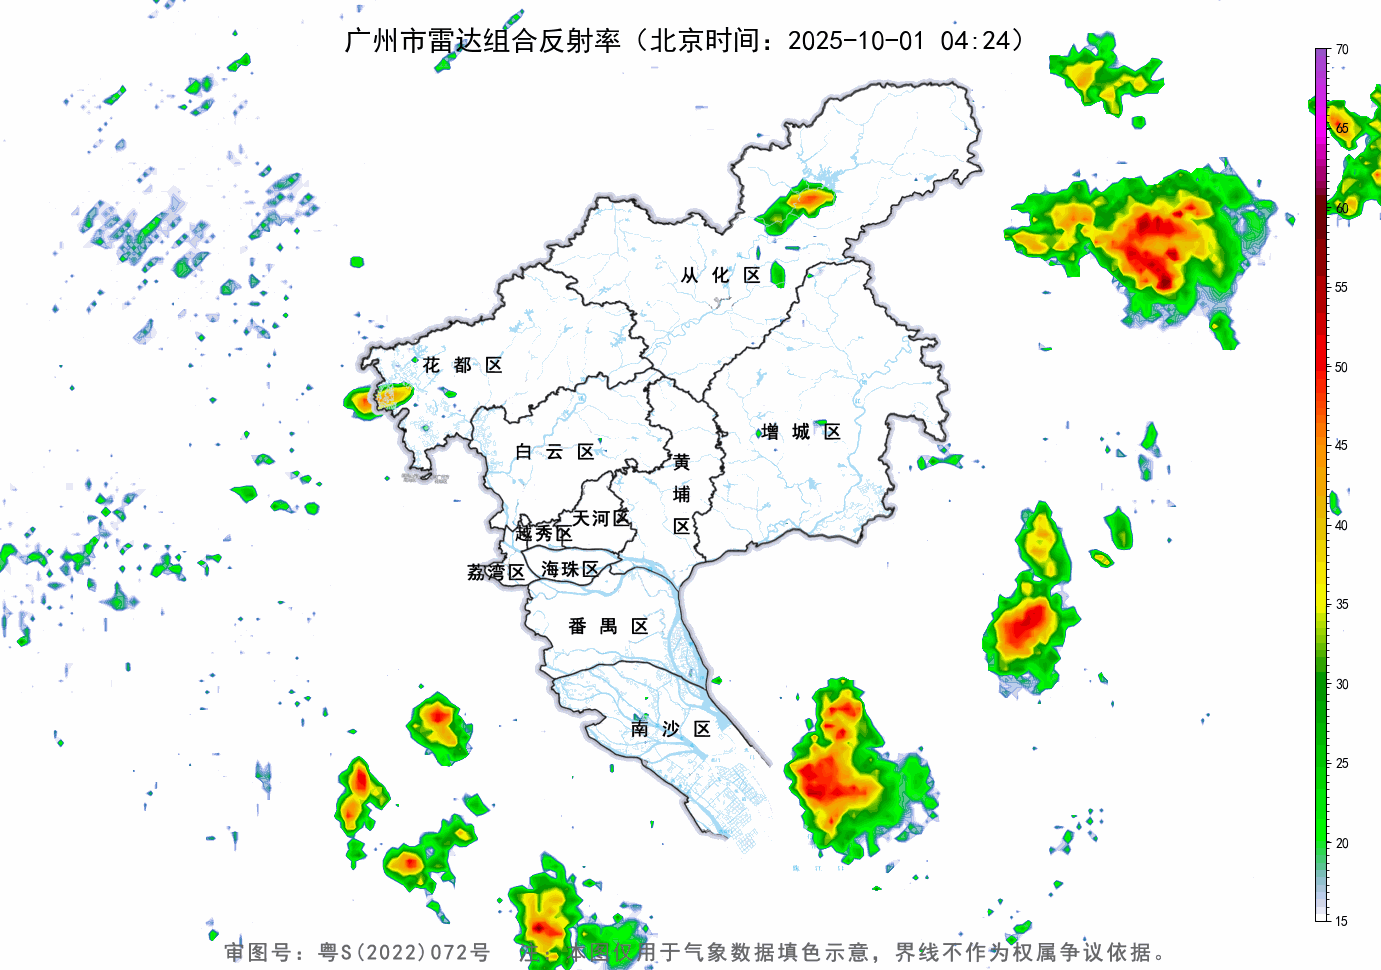 广州市雷达组合反射率（北京时间：2025-10-01 04:24）
70
65
60
55
50
45
40
35
30
25
20
15
从化区
花都区
增城区
白云区
黄埔区
天河区
越秀区
荔湾区
海珠区
番禺区
南沙区
审图号：粤S(2022)072号 注：本图仅用于气象数据填色示意，界线不作为权属争议依据。